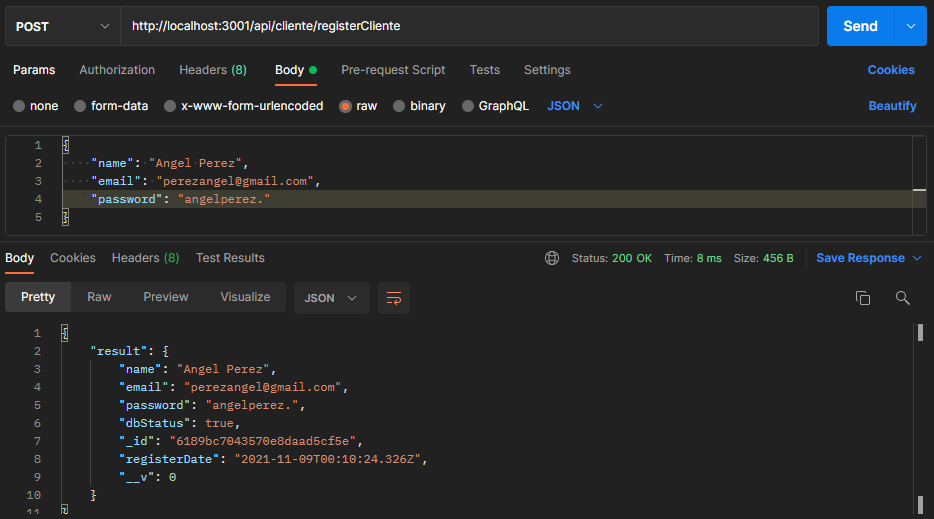 POST http://localhost:3001/api/cliente/registerCliente Send
Params Authorization Headers (8) Body Pre-request Script Tests Settings Cookies
none form-data x-www-form-urlencoded raw binary GraphQL JSON Beautify
1 {
2 "name": "Angel Perez",
3 "email": "perezangel@gmail.com",
4 "password": "angelperez."
5 }
Body Cookies Headers (8) Test Results Status: 200 OK Time: 8 ms Size: 456 B Save Response
Pretty Raw Preview Visualize JSON
1 {
2 "result": {
3 "name": "Angel Perez",
4 "email": "perezangel@gmail.com",
5 "password": "angelperez.",
6 "dbStatus": true,
7 "_id": "6189bc7043570e8daad5cf5e",
8 "registerDate": "2021-11-09T00:10:24.326Z",
9 "__v": 0
10 }
11 }